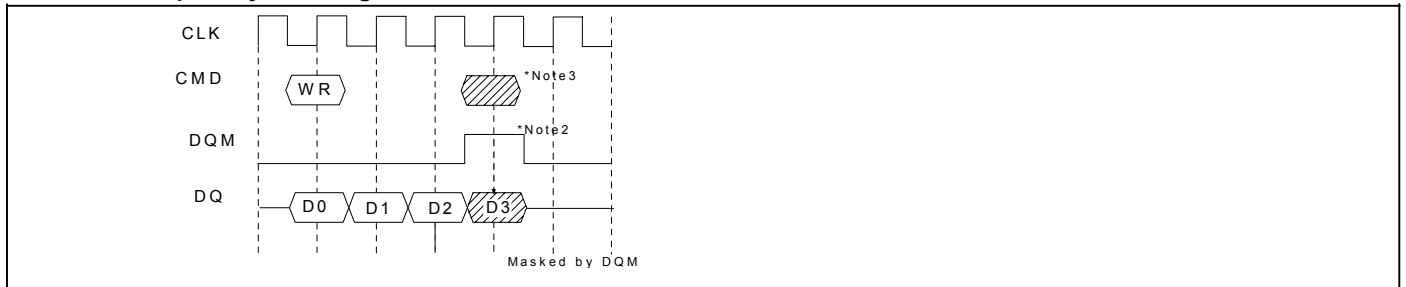 CLK
CMD WR *Note3
DQM *Note2
DQ D0 D1 D2 D3
Masked by DQM